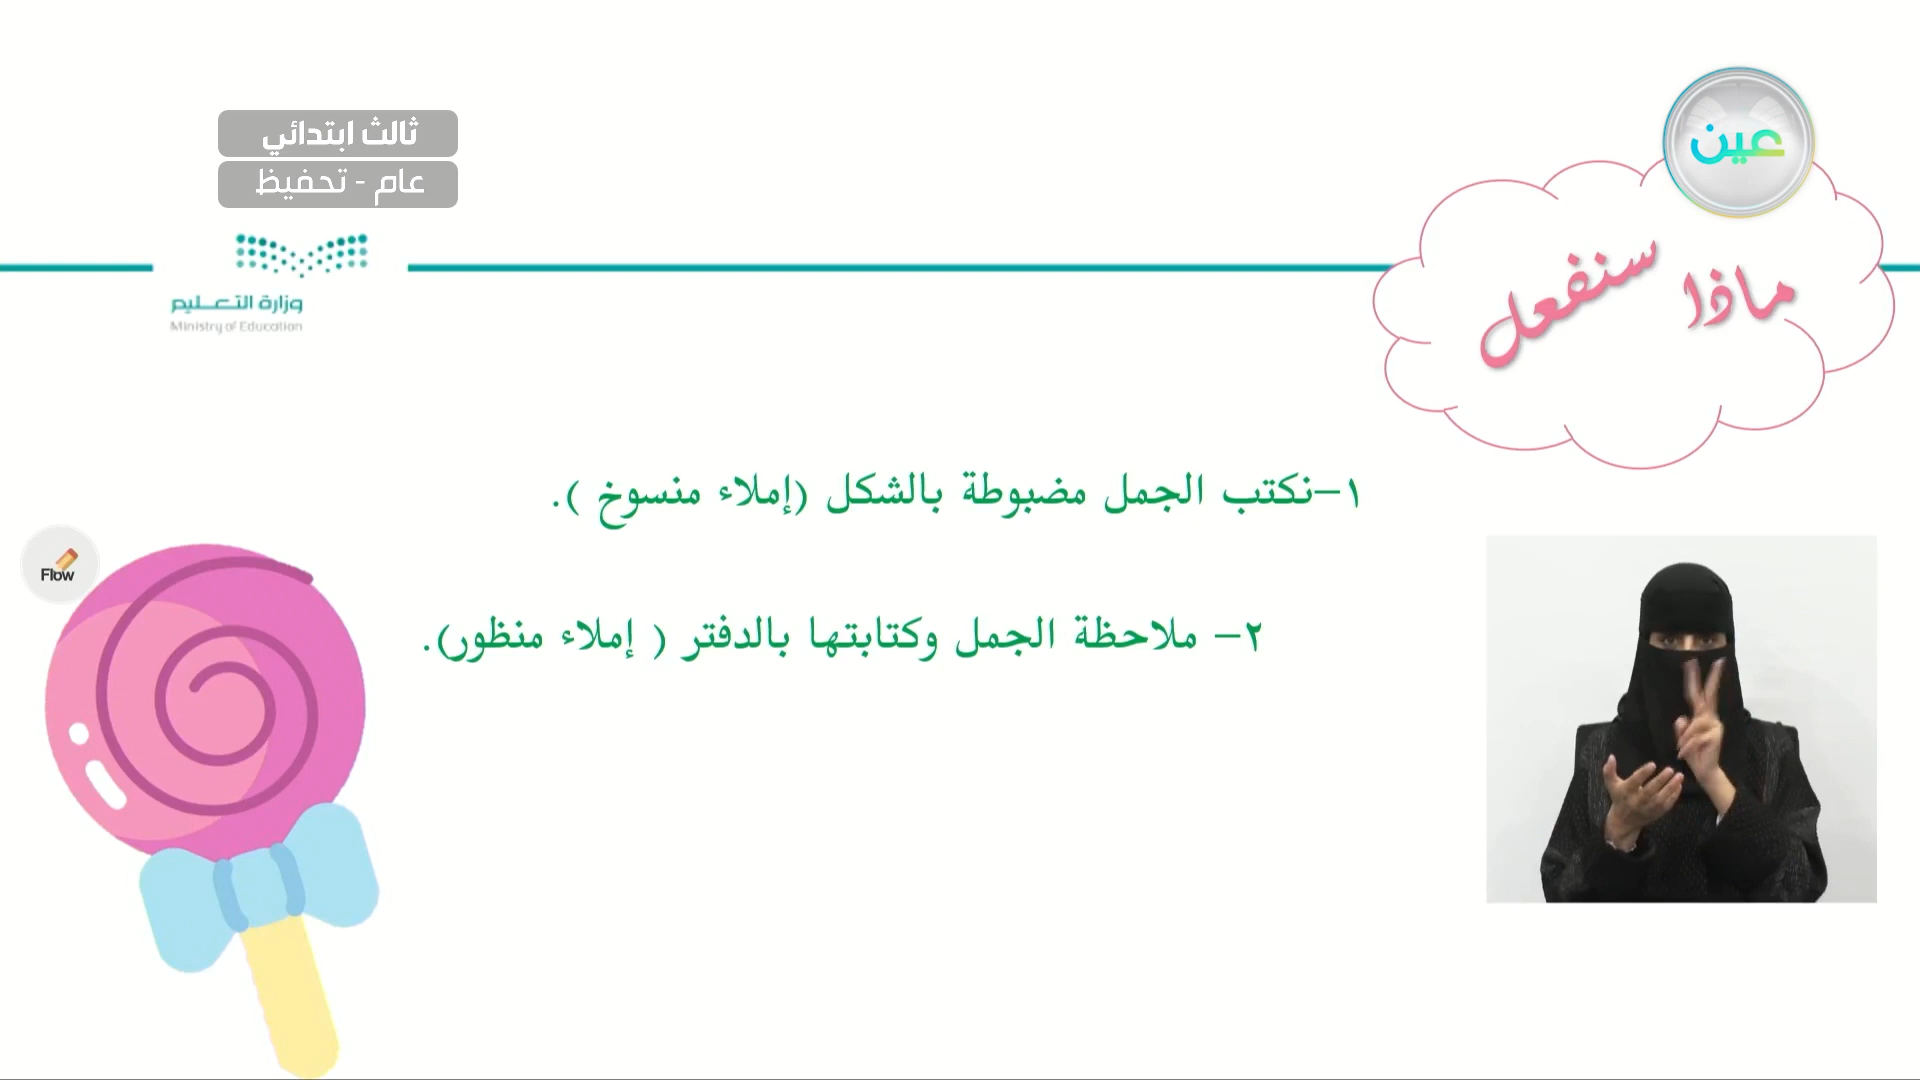 عين
ثالث ابتدائي
عام - تحفيظ
وزارة التعليم
Ministry of Education
ماذا سنفعل
١-نكتب الجمل مضبوطة بالشكل (إملاء منسوخ ).
٢- ملاحظة الجمل وكتابتها بالدفتر ( إملاء منظور).
Flow